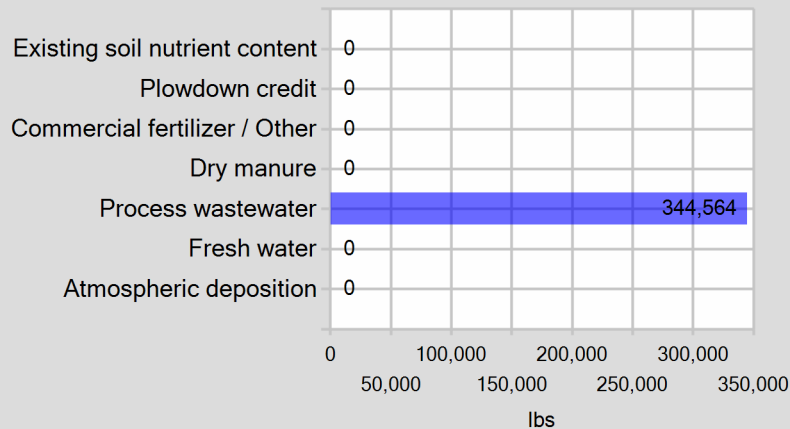 Existing soil nutrient content 0
Plowdown credit 0
Commercial fertilizer / Other 0
Dry manure 0
Process wastewater 344,564
Fresh water 0
Atmospheric deposition 0
0 100,000 200,000 300,000
50,000 150,000 250,000 350,000
lbs